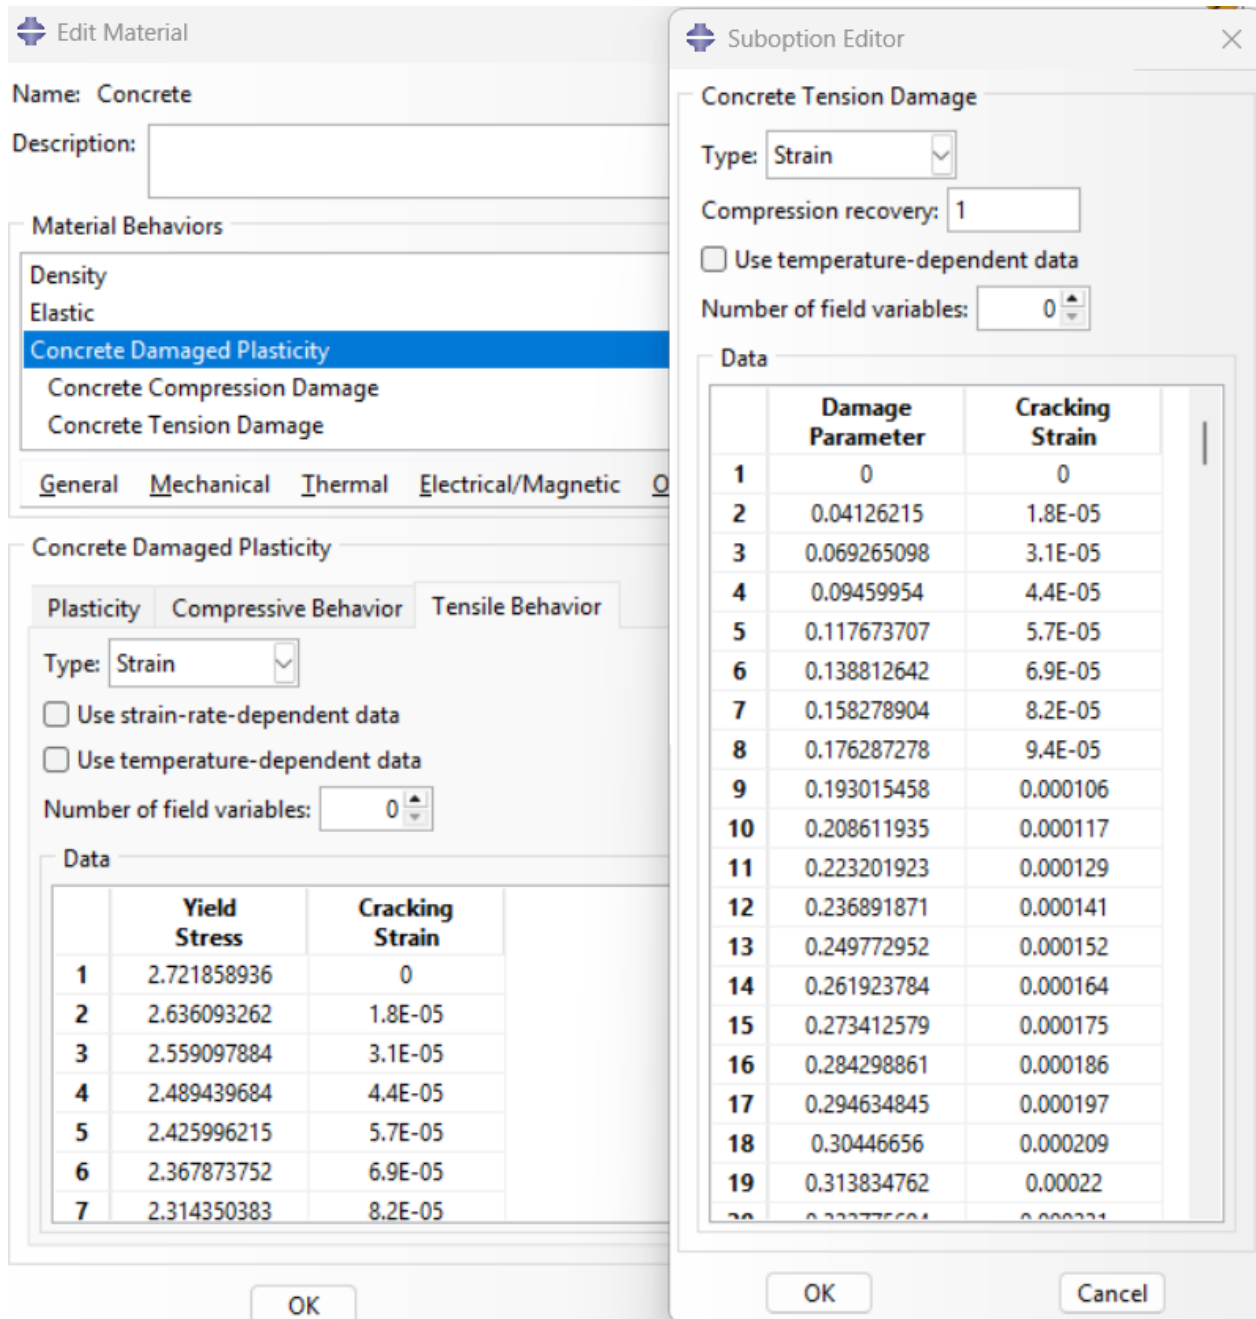 Edit Material
Name: Concrete
Description:
Material Behaviors
Density
Elastic
Concrete Damaged Plasticity
Concrete Compression Damage
Concrete Tension Damage
General Mechanical Thermal Electrical/Magnetic O
Concrete Damaged Plasticity
Plasticity Compressive Behavior Tensile Behavior
Type: Strain
Use strain-rate-dependent data
Use temperature-dependent data
Number of field variables: 0
Data
Yield Stress Cracking Strain
1 2.721858936 0
2 2.636093262 1.8E-05
3 2.559097884 3.1E-05
4 2.489439684 4.4E-05
5 2.425996215 5.7E-05
6 2.367873752 6.9E-05
7 2.314350383 8.2E-05
OK
Suboption Editor
Concrete Tension Damage
Type: Strain
Compression recovery: 1
Use temperature-dependent data
Number of field variables: 0
Data
Damage Parameter Cracking Strain
1 0 0
2 0.04126215 1.8E-05
3 0.069265098 3.1E-05
4 0.09459954 4.4E-05
5 0.117673707 5.7E-05
6 0.138812642 6.9E-05
7 0.158278904 8.2E-05
8 0.176287278 9.4E-05
9 0.193015458 0.000106
10 0.208611935 0.000117
11 0.223201923 0.000129
12 0.236891871 0.000141
13 0.249772952 0.000152
14 0.261923784 0.000164
15 0.273412579 0.000175
16 0.284298861 0.000186
17 0.294634845 0.000197
18 0.30446656 0.000209
19 0.313834762 0.00022
OK Cancel